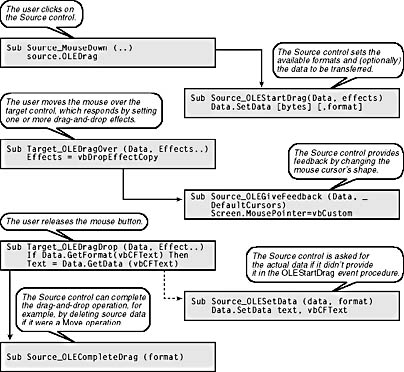 The user clicks on
the Source control.
Sub Source_MouseDown (..)
source.OLEDrag
The Source control sets the
available formats and (optionally)
the data to be transferred.
Sub Source_OLEStartDrag(Data, effects)
Data.SetData [bytes] [,format]
The user moves the mouse over the
target control, which responds by setting
one or more drag-and-drop effects.
Sub Target_OLEDragOver (Data, Effects..)
Effects = vbDropEffectCopy
The Source control provides
feedback by changing the
mouse cursor's shape.
Sub Source_OLEGiveFeedback (Data, _
DefaultCursors)
Screen.MousePointer=vbCustom
The user releases the mouse button.
Sub Target_OLEDragDrop (Data, Effect..)
If Data.GetFormat(vbCFText) Then
Text = Data.GetData (vbCFText)
The Source control is asked for
the actual data if it didn't provide
it in the OLEStartDrag event procedure.
Sub Source_OLESetData (data, format)
Data.SetData text, vbCFText
The Source control can complete
the drag-and-drop operation, for
example, by deleting source data
if it were a Move operation.
Sub Source_OLECompleteDrag (format)